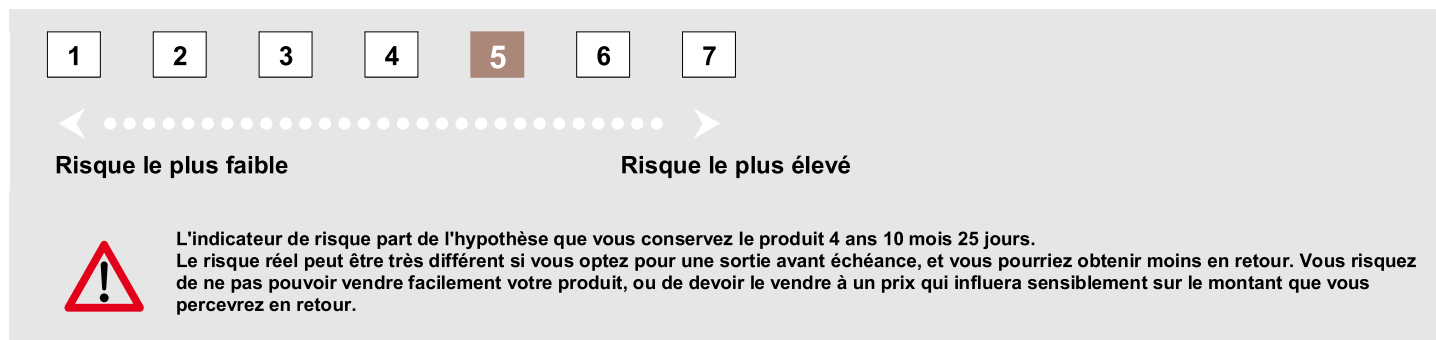 1 2 3 4 5 6 7
Risque le plus faible Risque le plus élevé
L'indicateur de risque part de l'hypothèse que vous conservez le produit 4 ans 10 mois 25 jours.
Le risque réel peut être très différent si vous optez pour une sortie avant échéance, et vous pourriez obtenir moins en retour. Vous risquez
de ne pas pouvoir vendre facilement votre produit, ou de devoir le vendre à un prix qui influera sensiblement sur le montant que vous
percevrez en retour.